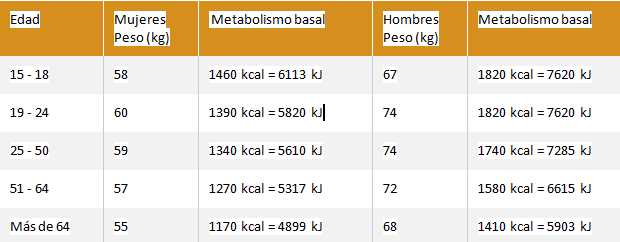 Edad Mujeres Peso (kg) Metabolismo basal Hombres Peso (kg) Metabolismo basal
15 - 18 58 1460 kcal = 6113 kJ 67 1820 kcal = 7620 kJ
19 - 24 60 1390 kcal = 5820 kJ 74 1820 kcal = 7620 kJ
25 - 50 59 1340 kcal = 5610 kJ 74 1740 kcal = 7285 kJ
51 - 64 57 1270 kcal = 5317 kJ 72 1580 kcal = 6615 kJ
Más de 64 55 1170 kcal = 4899 kJ 68 1410 kcal = 5903 kJ